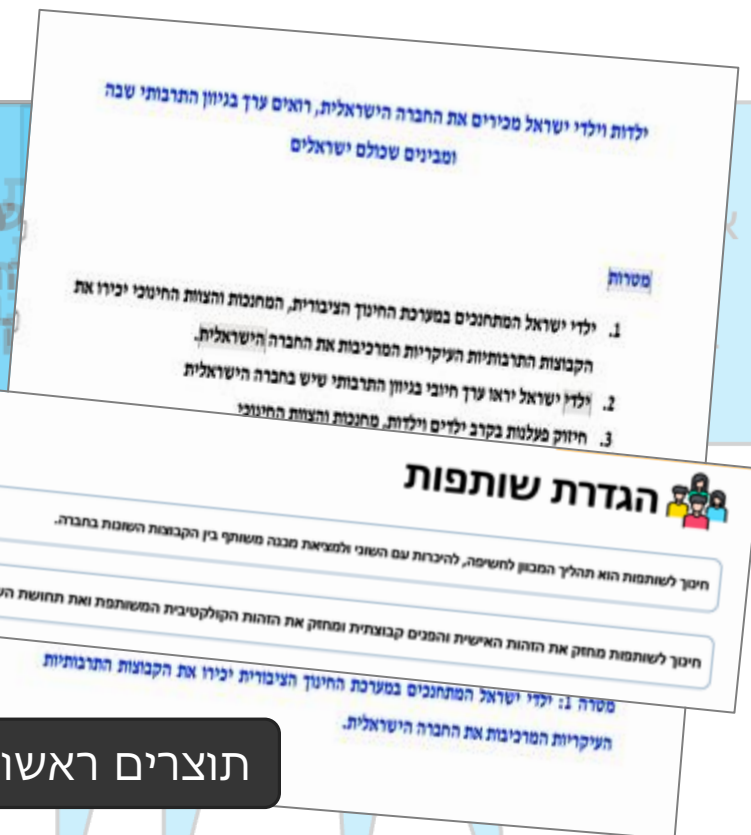 ילדות וילדי ישראל מכירים את החברה הישראלית, רואים ערך בגיוון התרבותי שבה
ומבינים שכולם ישראלים
מטרות
1. ילדי ישראל המתחנכים במערכת החינוך הציבורית, המחנכות והצוות החינוכי יכירו את
הקבוצות התרבותיות העיקריות המרכיבות את החברה הישראלית.
2. ילדי ישראל יראו ערך חיובי בגיוון התרבותי שיש בחברה הישראלית
3. חיזוק פעלנות בקרב ילדים וילדות, מחנכות והצוות החינוכי
הגדרת שותפות
חינוך לשותפות הוא תהליך המכוון לחשיפה, להיכרות עם השוני ולמציאת מכנה משותף בין הקבוצות השונות בחברה.
חינוך לשותפות מחזק את הזהות האישית והפנים קבוצתית ומחזק את הזהות הקולקטיבית המשותפת ואת תחושת
מטרה 1: ילדי ישראל המתחנכים במערכת החינוך הציבורית יכירו את הקבוצות התרבותיות
העיקריות המרכיבות את החברה הישראלית.
תוצרים ראשו